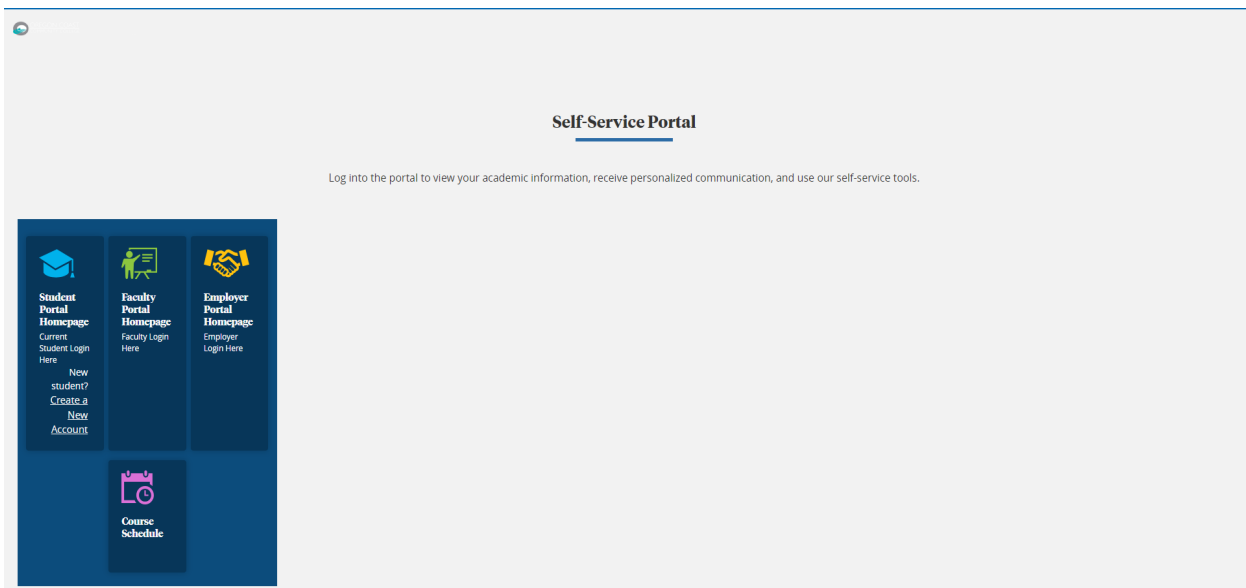 Self-Service Portal
Log into the portal to view your academic information, receive personalized communication, and use our self-service tools.
Student
Portal
Homepage
Current
Student Login
Here
New
student?
Create a
New
Account
Faculty
Portal
Homepage
Faculty Login
Here
Employer
Portal
Homepage
Employer
Login Here
Course
Schedule